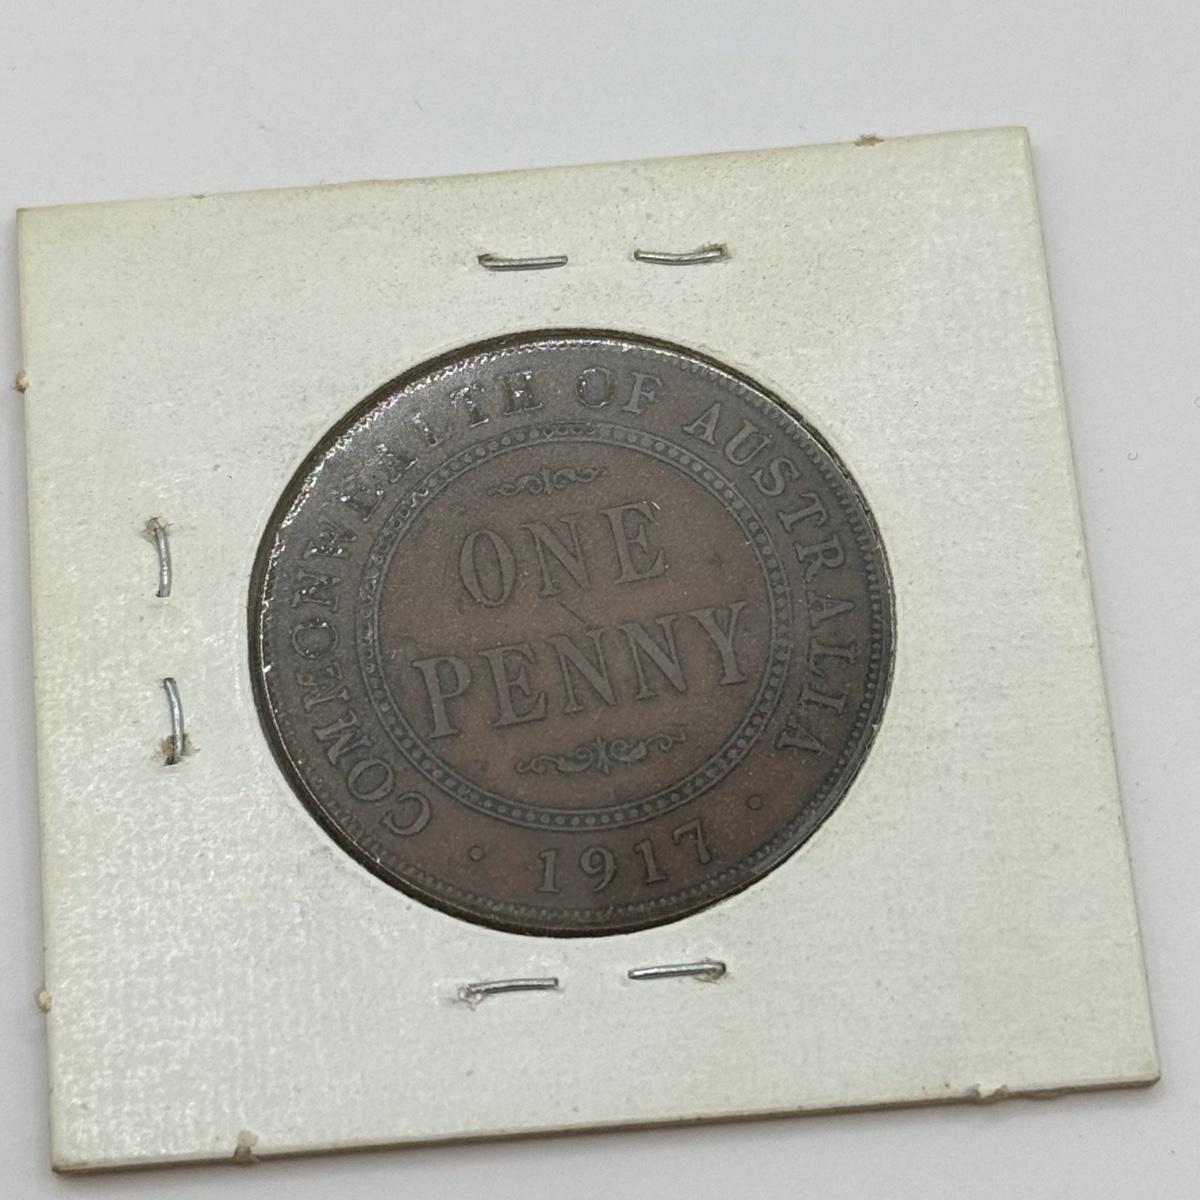 COMMONWEALTH OF AUSTRALIA
ONE
PENNY
· 1917 ·